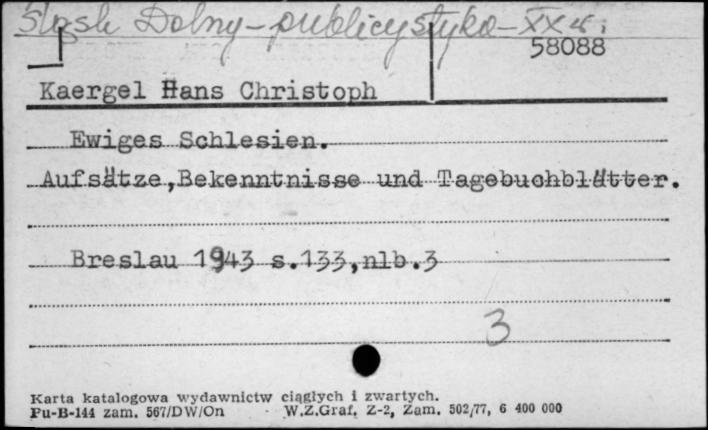 Śląsk Dolny - publicystyka - XX w.
58088
Kaergel Hans Christoph
Ewiges Schlesien.
Aufsätze,Bekenntnisse und Tagebuchblätter.
Breslau 1943 s.133,nlb.3
3
Karta katalogowa wydawnictw ciągłych i zwartych.
Pu-B-144 zam. 567/DW/On W.Z.Graf. Z-2, Zam. 502/77, 6 400 000